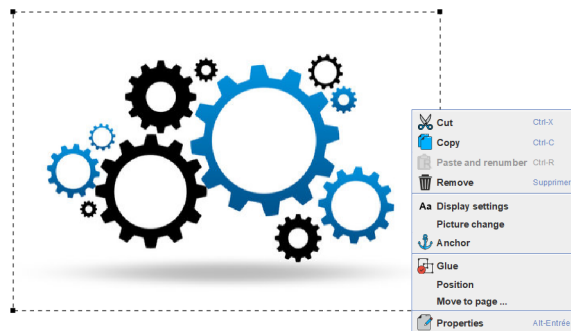 Cut Ctrl-X
Copy Ctrl-C
Paste and renumber Ctrl-R
Remove Supprimer
Aa Display settings
Picture change
Anchor
Glue
Position
Move to page ...
Properties Alt-Entrée